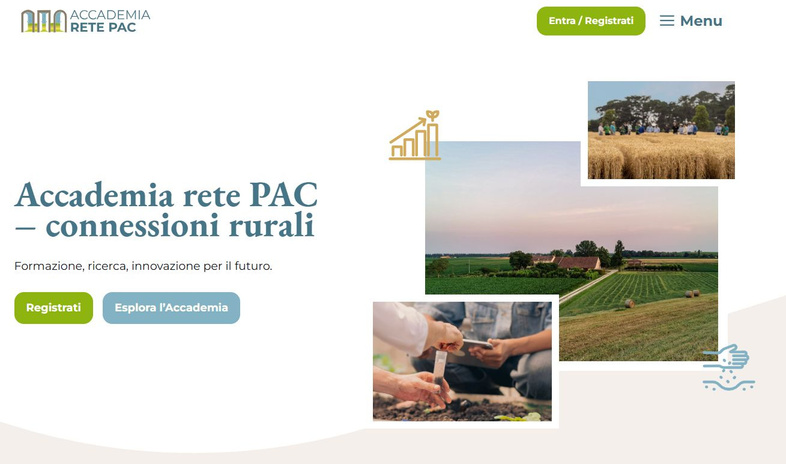 ACCADEMIA
RETE PAC
Entra / Registrati
Menu
Accademia rete PAC
– connessioni rurali
Formazione, ricerca, innovazione per il futuro.
Registrati
Esplora l'Accademia